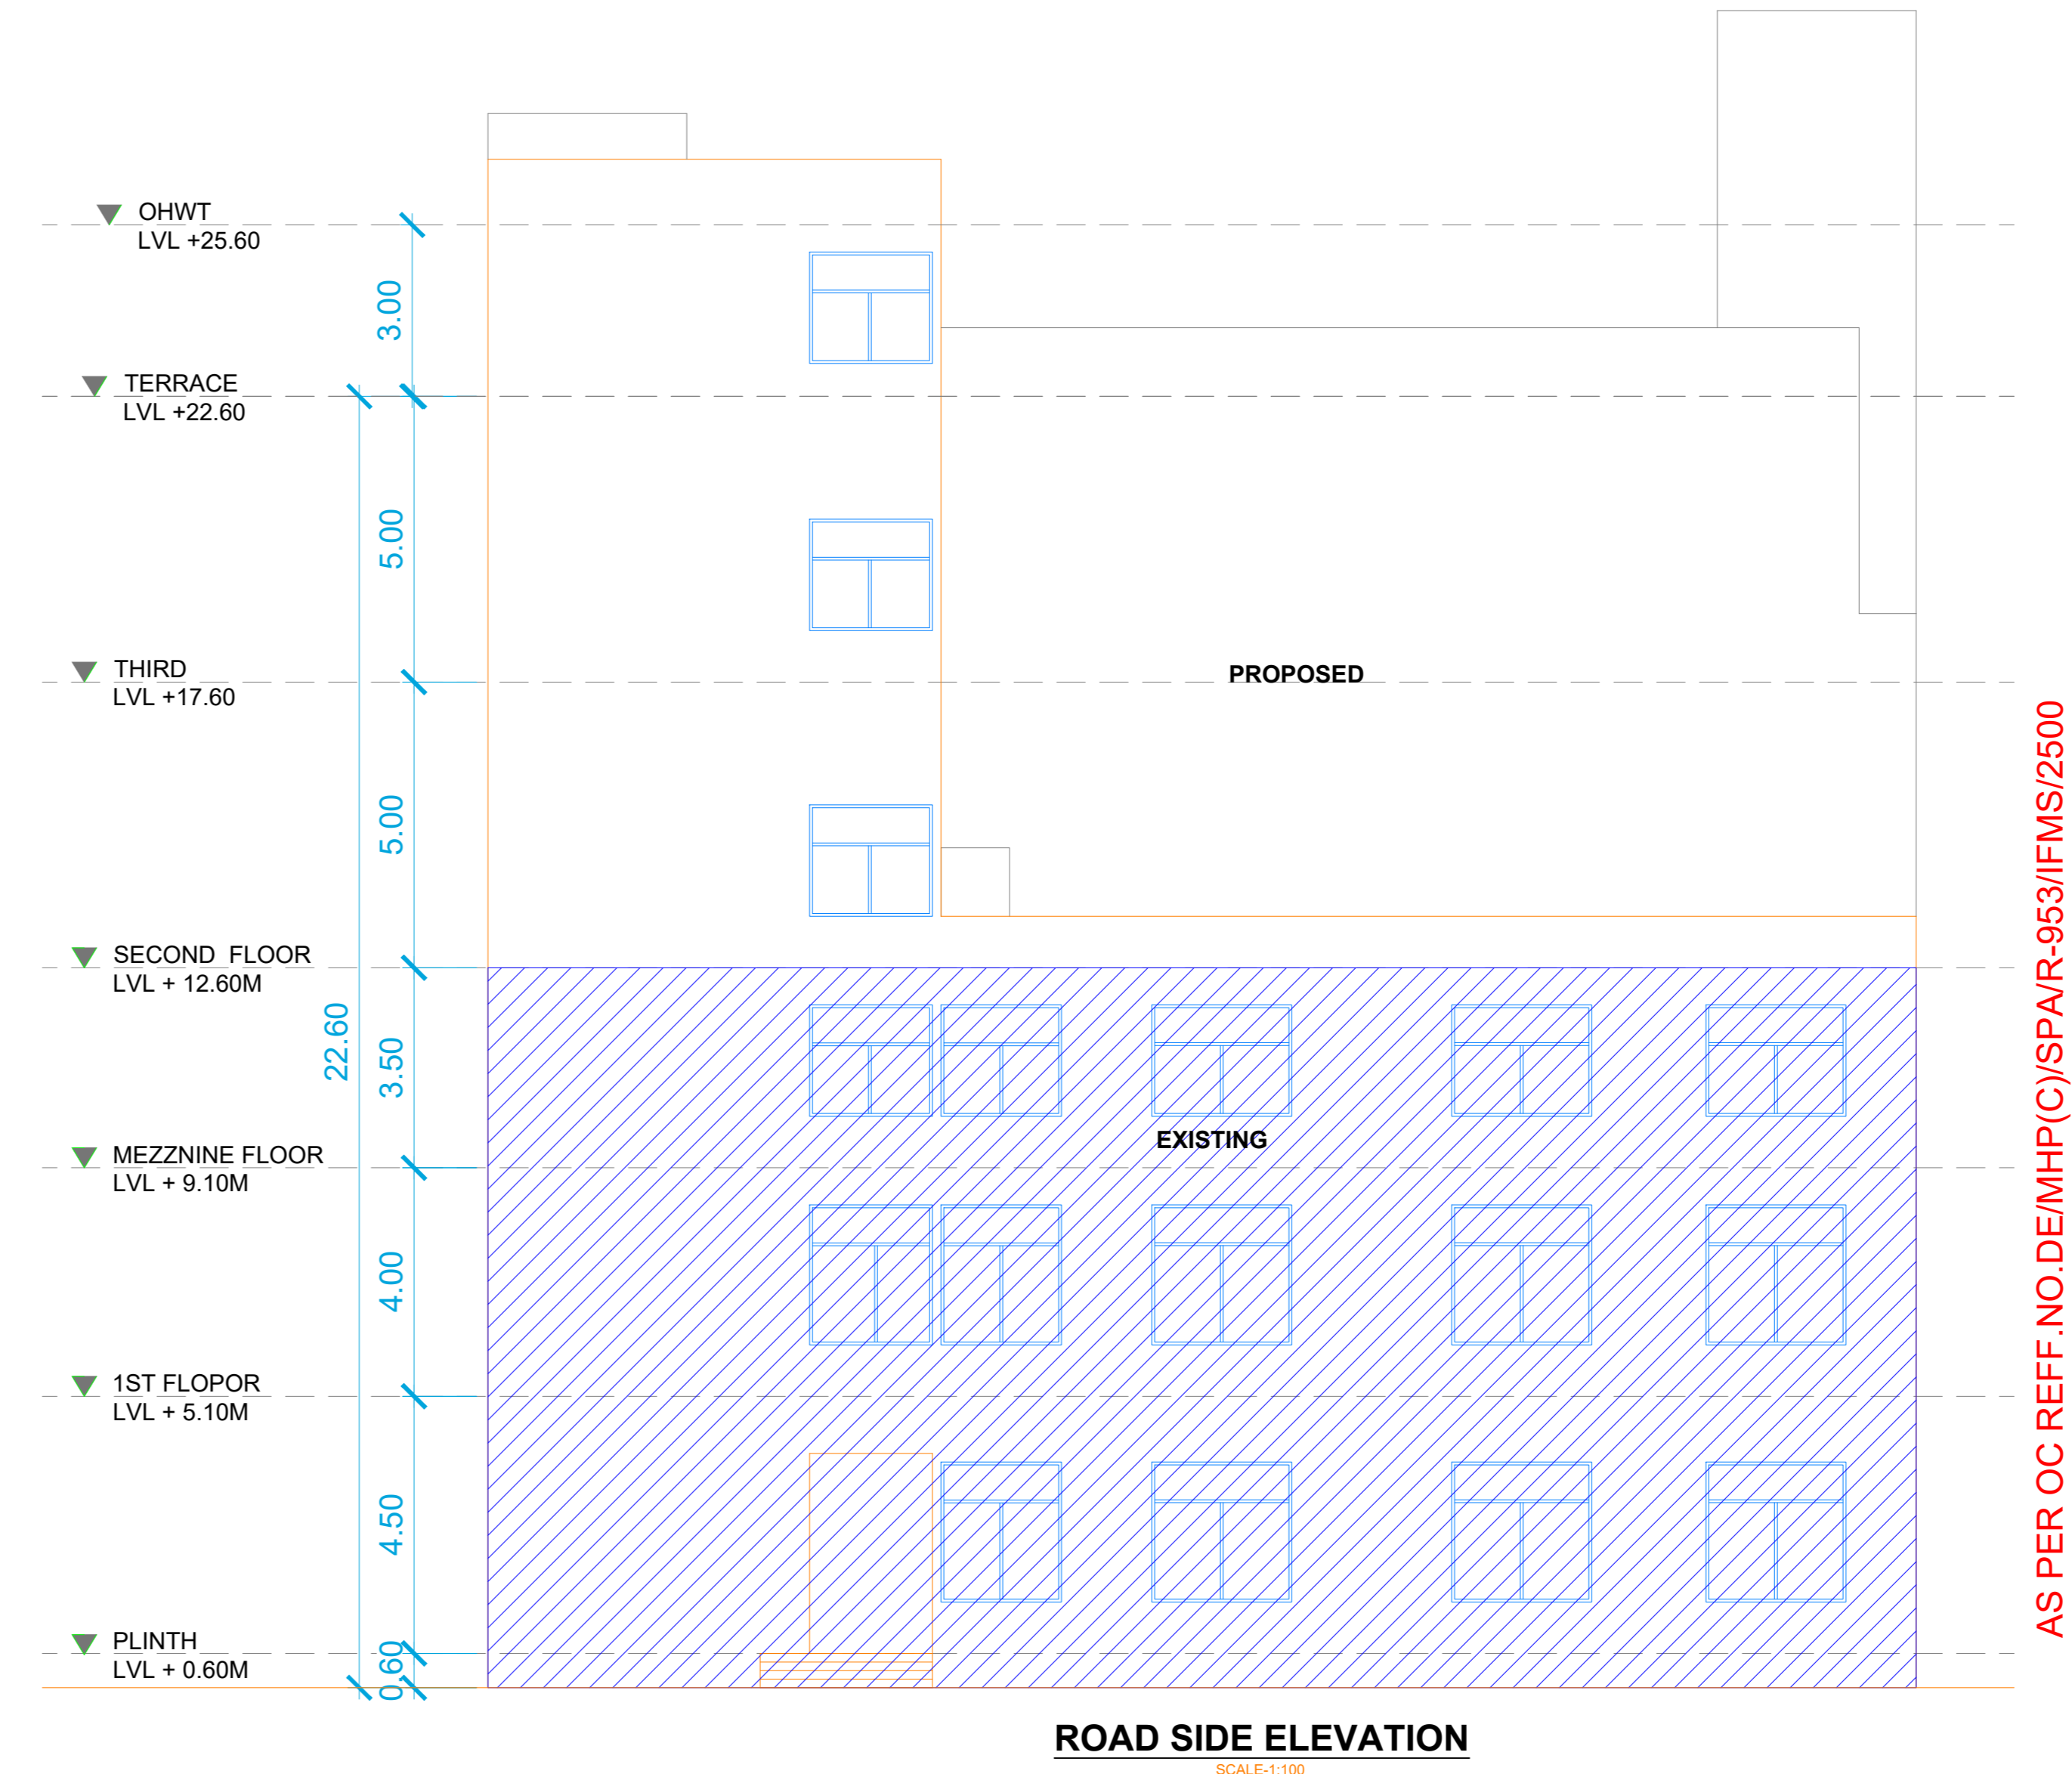 OHWT
LVL +25.60
3.00
TERRACE
LVL +22.60
5.00
THIRD
LVL +17.60
PROPOSED
5.00
SECOND  FLOOR
LVL + 12.60M
22.60
3.50
EXISTING
MEZZNINE FLOOR
LVL + 9.10M
4.00
1ST FLOPOR
LVL + 5.10M
4.50
PLINTH
LVL + 0.60M
0.60
AS PER OC REFF.NO.DE/MHP(C)/SPA/R-953/IFMS/2500
ROAD SIDE ELEVATION
SCALE-1:100